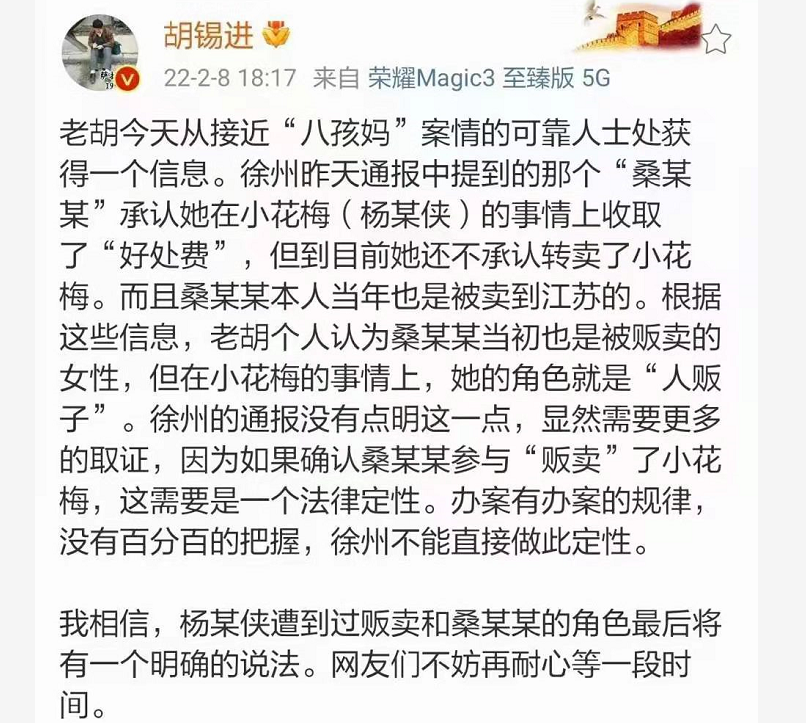 胡锡进
22-2-8 18:17 来自 荣耀Magic3 至臻版 5G
老胡今天从接近“八孩妈”案情的可靠人士处获
得一个信息。徐州昨天通报中提到的那个“桑某
某”承认她在小花梅（杨某侠）的事情上收取
了“好处费”，但到目前她还不承认转卖了小花
梅。而且桑某某本人当年也是被卖到江苏的。根据
这些信息，老胡个人认为桑某某当初也是被贩卖的
女性，但在小花梅的事情上，她的角色就是“人贩
子”。徐州的通报没有点明这一点，显然需要更多
的取证，因为如果确认桑某某参与“贩卖”了小花
梅，这需要是一个法律定性。办案有办案的规律，
没有百分百的把握，徐州不能直接做此定性。
我相信，杨某侠遭到过贩卖和桑某某的角色最后将
有一个明确的说法。网友们不妨再耐心等一段时
间。